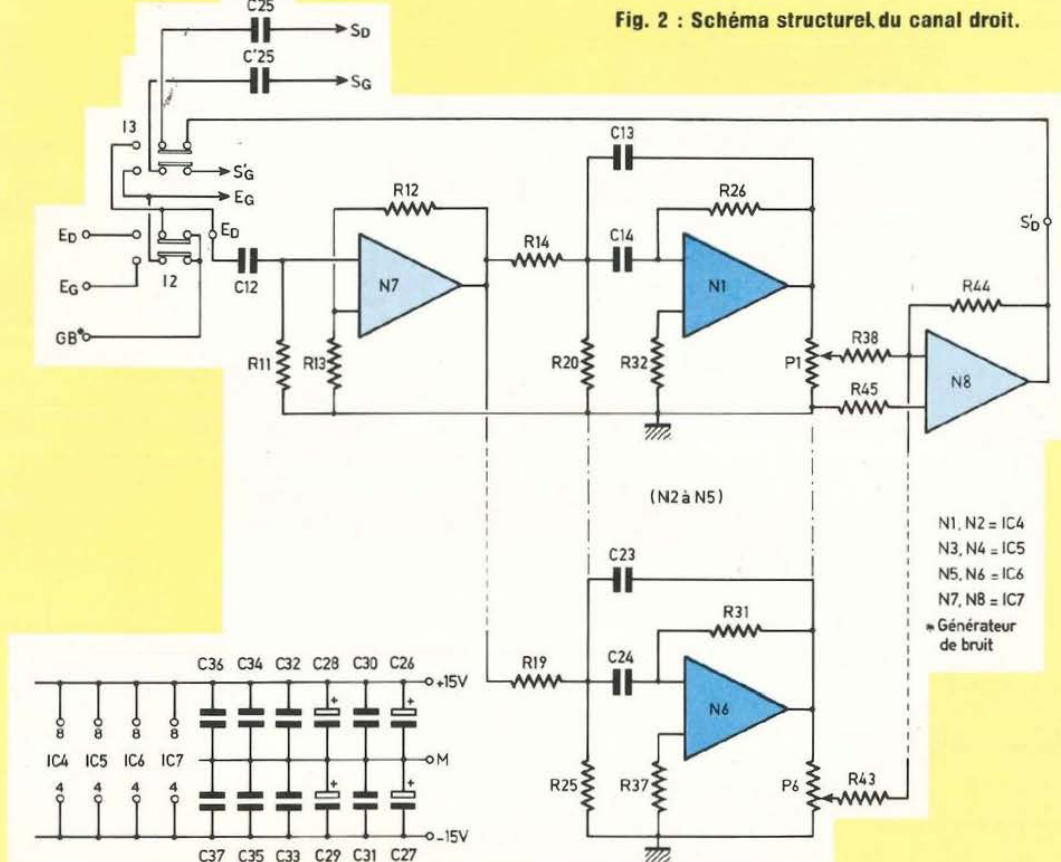 Fig. 2 : Schéma structurel du canal droit.
C25
SD
C'25
SG
I3
S'G
EG
ED
ED
EG
I2
GB*
C12
R12
N7
R11
R13
R14
C13
R26
C14
N1
R20
R32
P1
R38
R45
R44
N8
S'D
(N2 à N5)
N1, N2 = IC4
N3, N4 = IC5
N5, N6 = IC6
N7, N8 = IC7
* Générateur
de bruit
C23
R31
R19
C24
N6
R25
R37
P6
R43
C36 C34 C32 C28 C30 C26
+15V
+ +
8 8 8 8
IC4 IC5 IC6 IC7
M
4 4 4 4
+ +
-15V
C37 C35 C33 C29 C31 C27